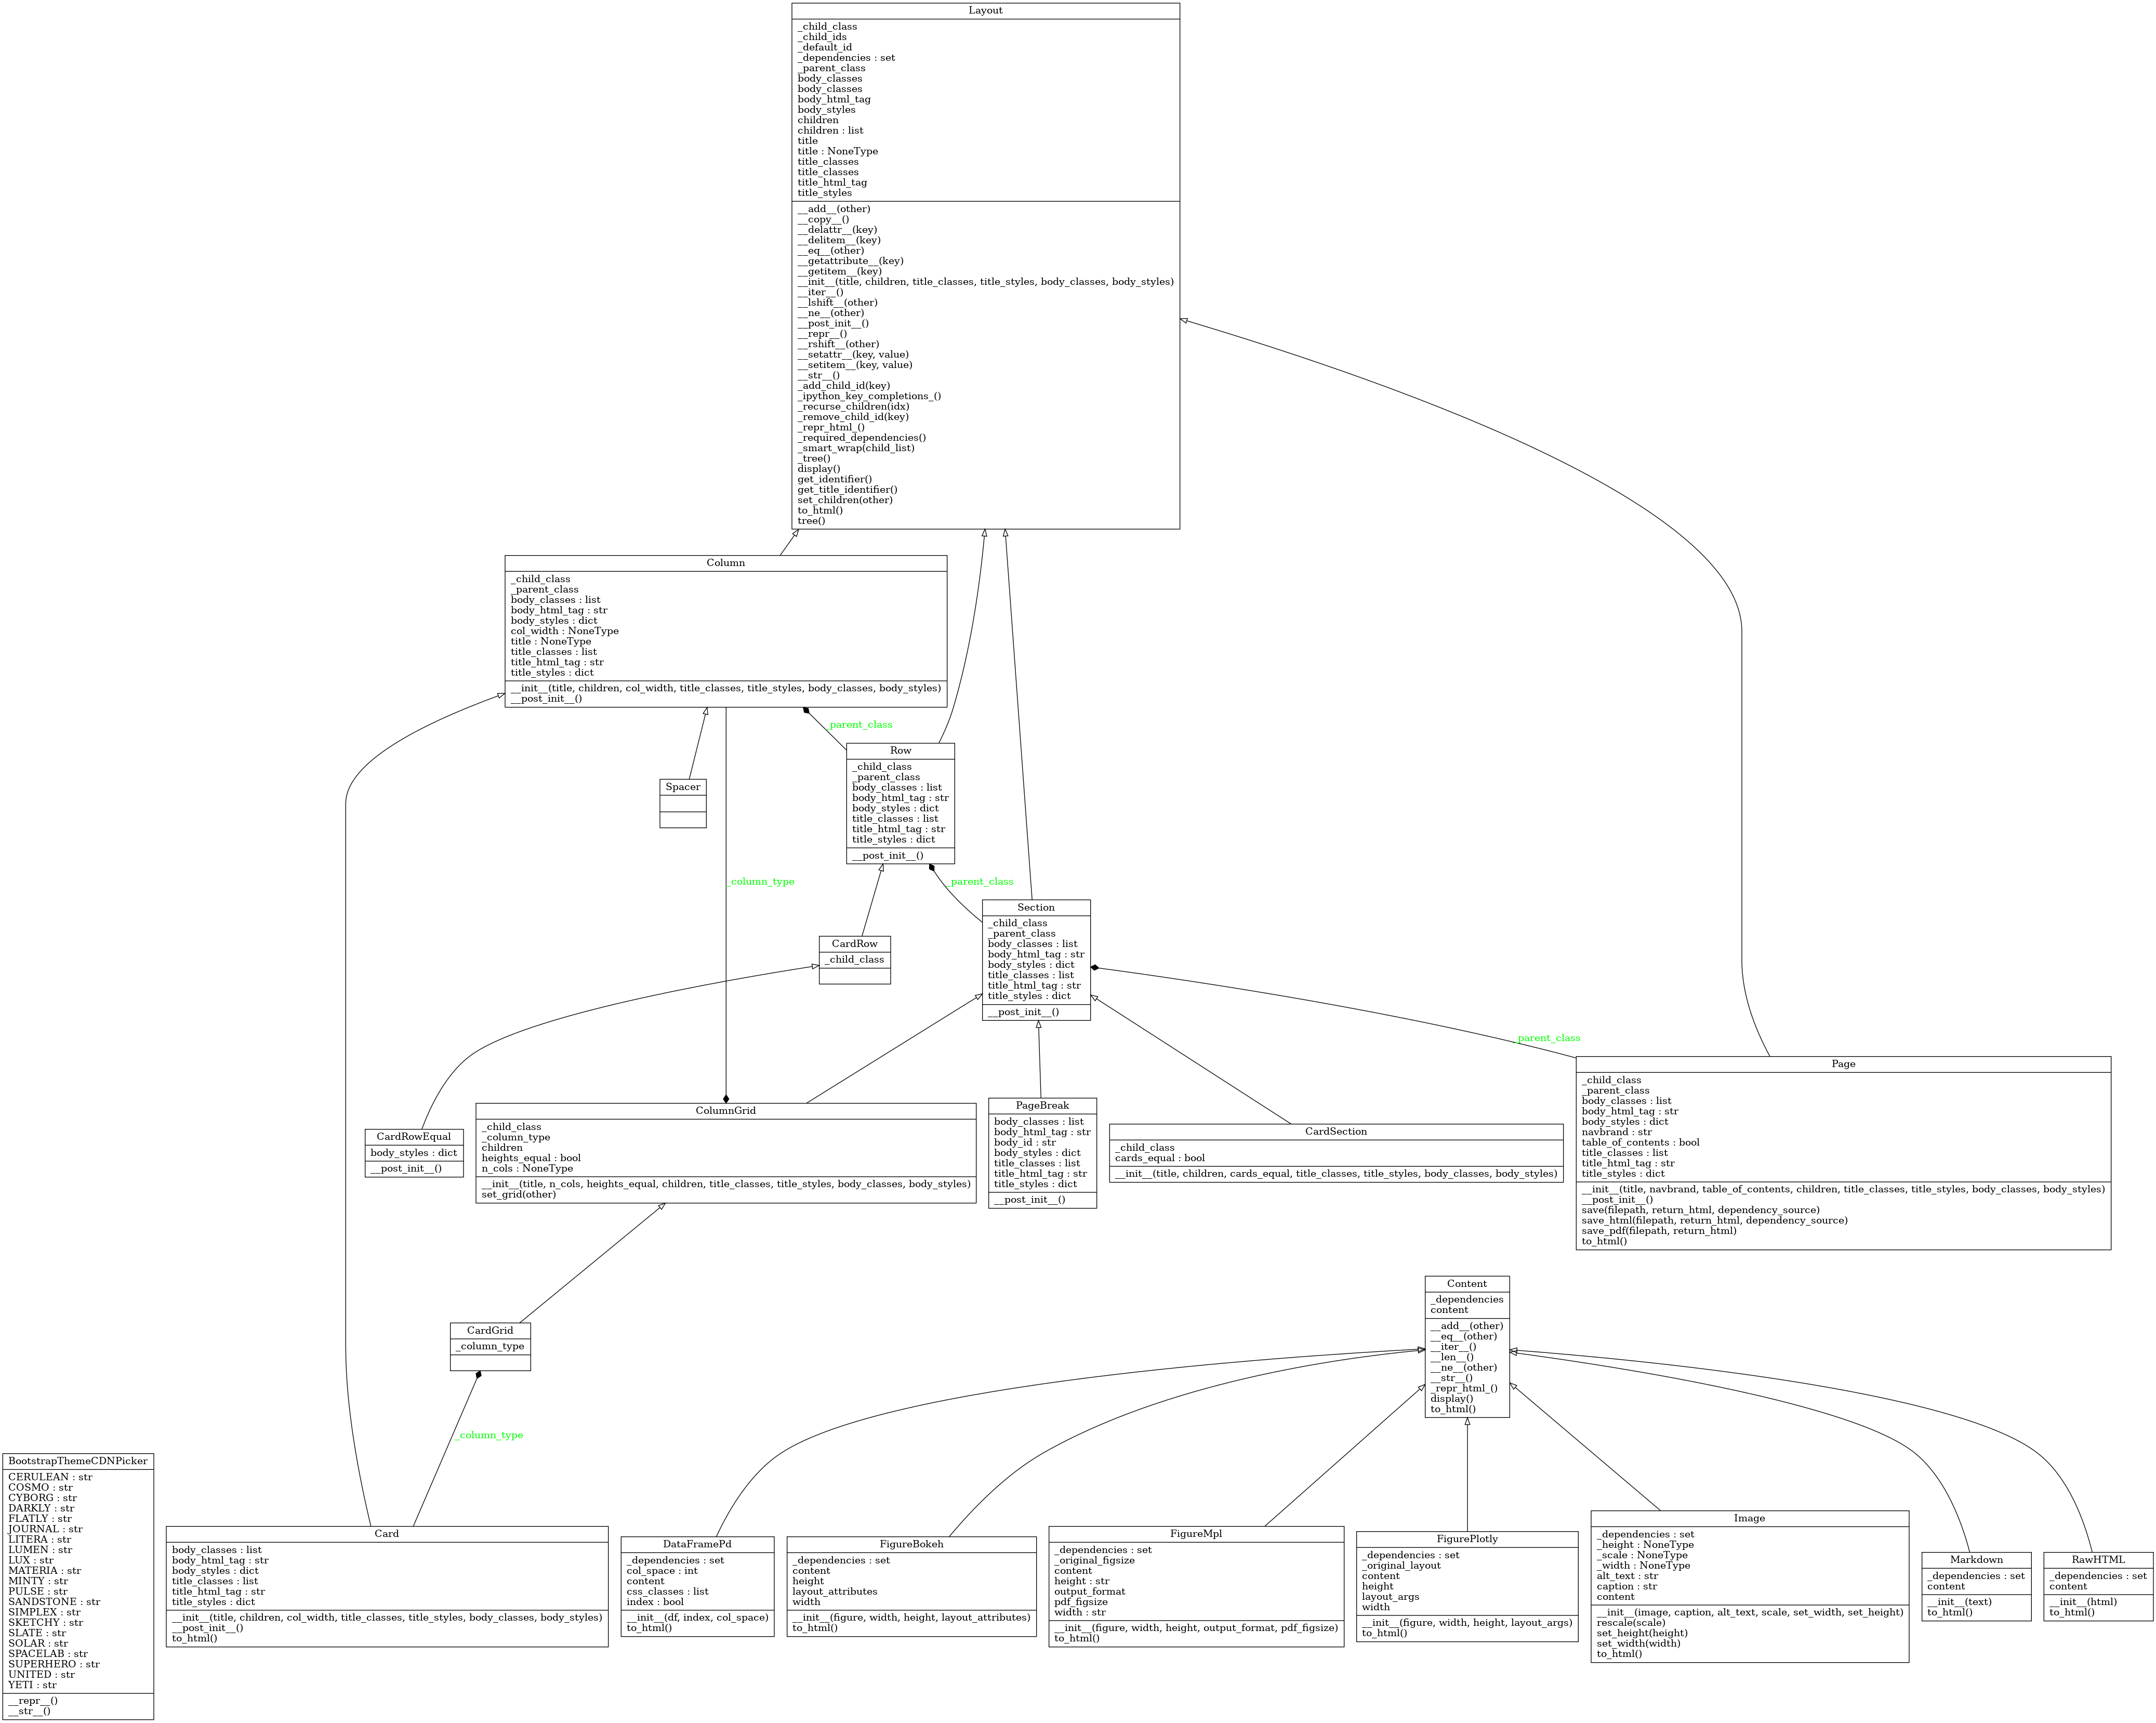 Layout
_child_class
_child_ids
_default_id
_dependencies : set
_parent_class
body_classes
body_classes
body_html_tag
body_styles
children
children : list
title
title : NoneType
title_classes
title_classes
title_html_tag
title_styles
__add__(other)
__copy__()
__delattr__(key)
__delitem__(key)
__eq__(other)
__getattribute__(key)
__getitem__(key)
__init__(title, children, title_classes, title_styles, body_classes, body_styles)
__iter__()
__lshift__(other)
__ne__(other)
__post_init__()
__repr__()
__rshift__(other)
__setattr__(key, value)
__setitem__(key, value)
__str__()
_add_child_id(key)
_ipython_key_completions_()
_recurse_children(idx)
_remove_child_id(key)
_repr_html_()
_required_dependencies()
_smart_wrap(child_list)
_tree()
display()
get_identifier()
get_title_identifier()
set_children(other)
to_html()
tree()
Column
_child_class
_parent_class
body_classes : list
body_html_tag : str
body_styles : dict
col_width : NoneType
title : NoneType
title_classes : list
title_html_tag : str
title_styles : dict
__init__(title, children, col_width, title_classes, title_styles, body_classes, body_styles)
__post_init__()
_parent_class
Spacer
Row
_child_class
_parent_class
body_classes : list
body_html_tag : str
body_styles : dict
title_classes : list
title_html_tag : str
title_styles : dict
__post_init__()
_column_type
_parent_class
CardRow
_child_class
Section
_child_class
_parent_class
body_classes : list
body_html_tag : str
body_styles : dict
title_classes : list
title_html_tag : str
title_styles : dict
__post_init__()
_parent_class
CardRowEqual
body_styles : dict
__post_init__()
ColumnGrid
_child_class
_column_type
children
heights_equal : bool
n_cols : NoneType
__init__(title, n_cols, heights_equal, children, title_classes, title_styles, body_classes, body_styles)
set_grid(other)
PageBreak
body_classes : list
body_html_tag : str
body_id : str
body_styles : dict
title_classes : list
title_html_tag : str
title_styles : dict
__post_init__()
CardSection
_child_class
cards_equal : bool
__init__(title, children, cards_equal, title_classes, title_styles, body_classes, body_styles)
Page
_child_class
_parent_class
body_classes : list
body_html_tag : str
body_styles : dict
navbrand : str
table_of_contents : bool
title_classes : list
title_html_tag : str
title_styles : dict
__init__(title, navbrand, table_of_contents, children, title_classes, title_styles, body_classes, body_styles)
__post_init__()
save(filepath, return_html, dependency_source)
save_html(filepath, return_html, dependency_source)
save_pdf(filepath, return_html)
to_html()
CardGrid
_column_type
_column_type
Content
_dependencies
content
__add__(other)
__eq__(other)
__iter__()
__len__()
__ne__(other)
__str__()
_repr_html_()
display()
to_html()
BootstrapThemeCDNPicker
CERULEAN : str
COSMO : str
CYBORG : str
DARKLY : str
FLATLY : str
JOURNAL : str
LITERA : str
LUMEN : str
LUX : str
MATERIA : str
MINTY : str
PULSE : str
SANDSTONE : str
SIMPLEX : str
SKETCHY : str
SLATE : str
SOLAR : str
SPACELAB : str
SUPERHERO : str
UNITED : str
YETI : str
__repr__()
__str__()
Card
body_classes : list
body_html_tag : str
body_styles : dict
title_classes : list
title_html_tag : str
title_styles : dict
__init__(title, children, col_width, title_classes, title_styles, body_classes, body_styles)
__post_init__()
to_html()
DataFramePd
_dependencies : set
col_space : int
content
css_classes : list
index : bool
__init__(df, index, col_space)
to_html()
FigureBokeh
_dependencies : set
content
height
layout_attributes
width
__init__(figure, width, height, layout_attributes)
to_html()
FigureMpl
_dependencies : set
_original_figsize
content
height : str
output_format
pdf_figsize
width : str
__init__(figure, width, height, output_format, pdf_figsize)
to_html()
FigurePlotly
_dependencies : set
_original_layout
content
height
layout_args
width
__init__(figure, width, height, layout_args)
to_html()
Image
_dependencies : set
_height : NoneType
_scale : NoneType
_width : NoneType
alt_text : str
caption : str
content
__init__(image, caption, alt_text, scale, set_width, set_height)
rescale(scale)
set_height(height)
set_width(width)
to_html()
Markdown
_dependencies : set
content
__init__(text)
to_html()
RawHTML
_dependencies : set
content
__init__(html)
to_html()